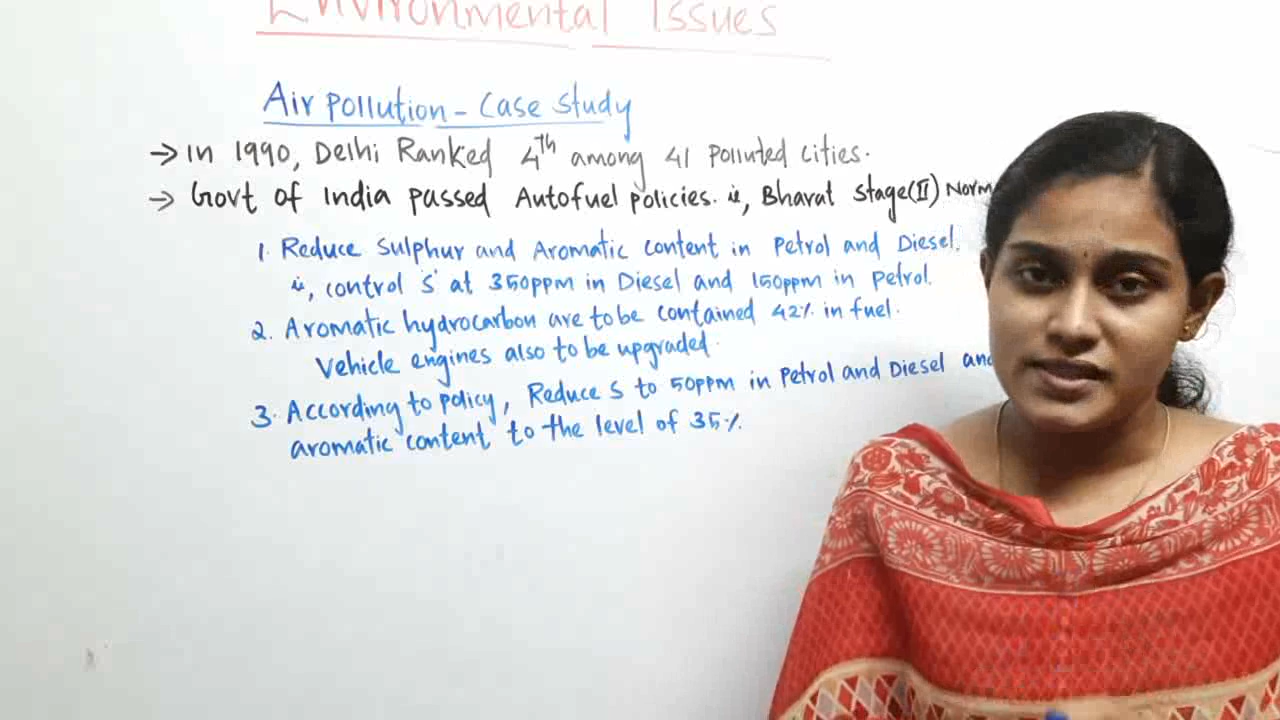 Environmental Issues
Air pollution - Case study
→ In 1990, Delhi Ranked 4th among 41 polluted cities.
→ Govt of India passed Autofuel policies. ie, Bharat stage(II) Norm
1. Reduce Sulphur and Aromatic content in Petrol and Diesel.
ie, control 'S' at 350ppm in Diesel and 150ppm in petrol.
2. Aromatic hydrocarbon are to be contained 42% in fuel.
Vehicle engines also to be upgraded.
3. According to policy, Reduce S to 50ppm in Petrol and Diesel and
aromatic content to the level of 35%